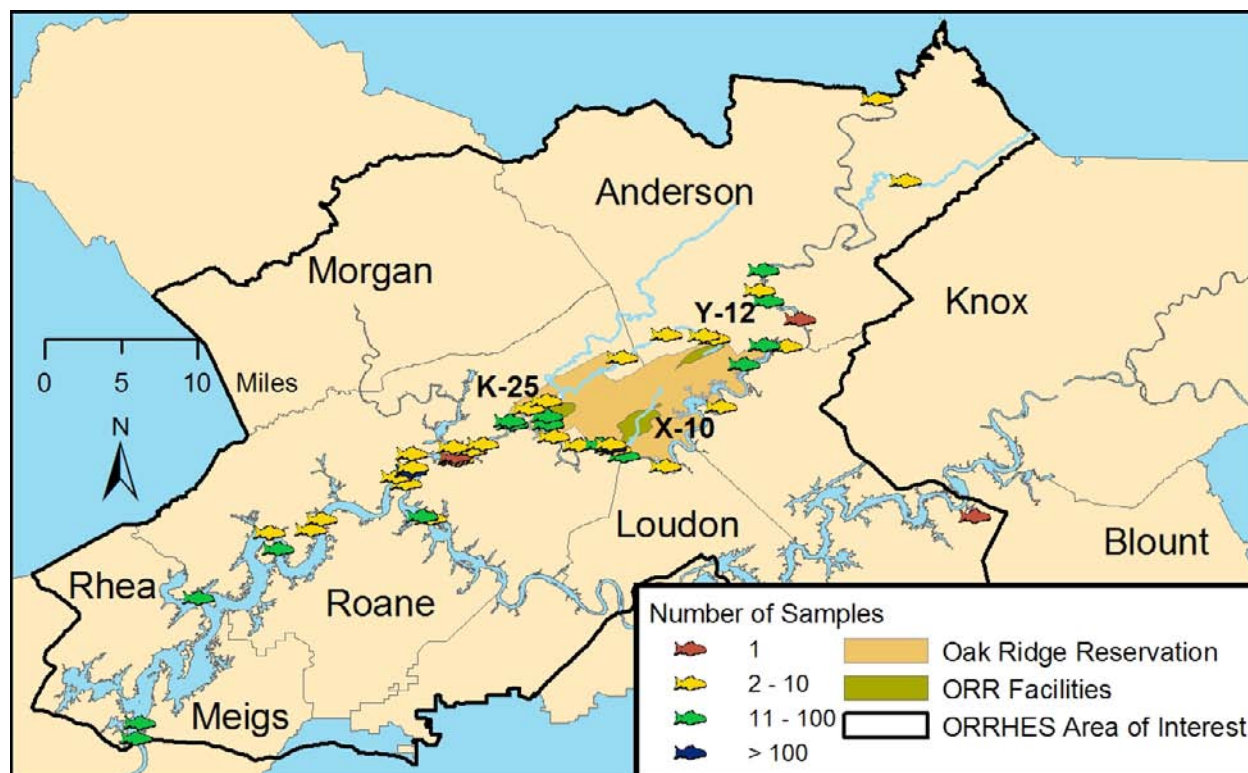 Anderson
Morgan
Knox
Y-12
0 5 10 Miles
K-25
N
X-10
Loudon
Blount
Rhea
Roane
Meigs
Number of Samples
1
2 - 10
11 - 100
> 100
Oak Ridge Reservation
ORR Facilities
ORRHES Area of Interest